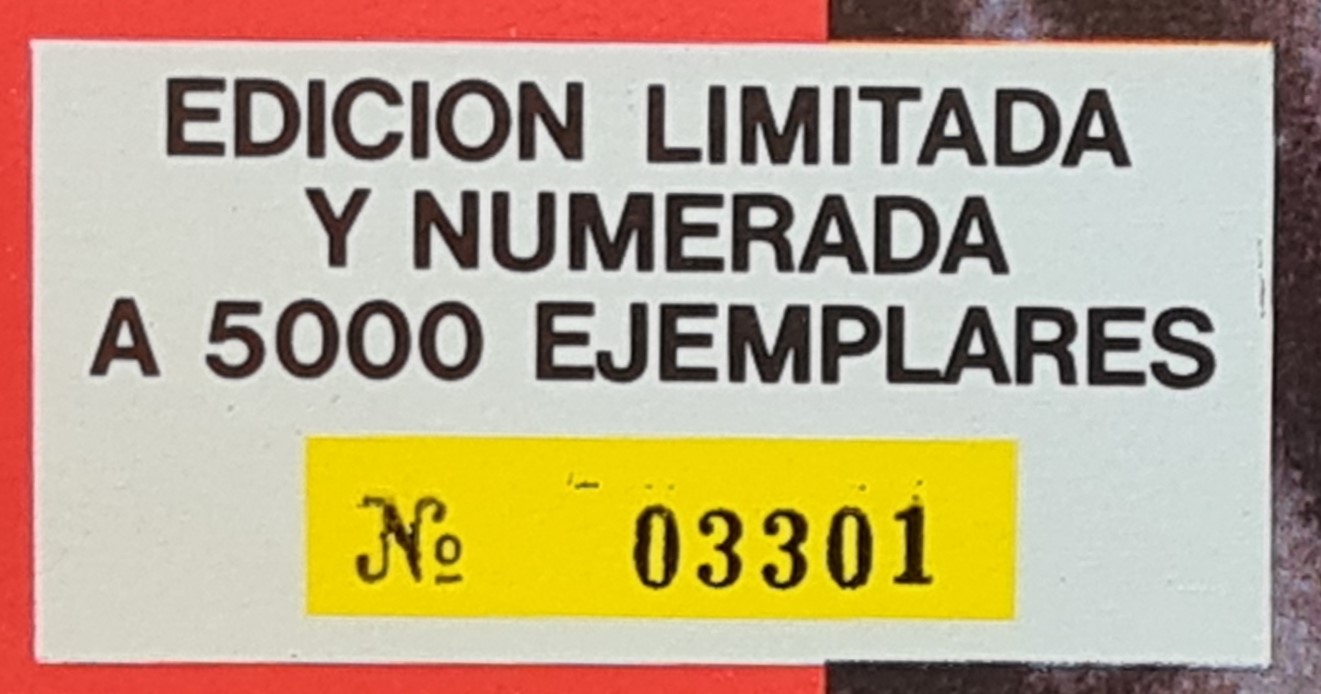 EDICION LIMITADA
Y NUMERADA
A 5000 EJEMPLARES
Nº 03301